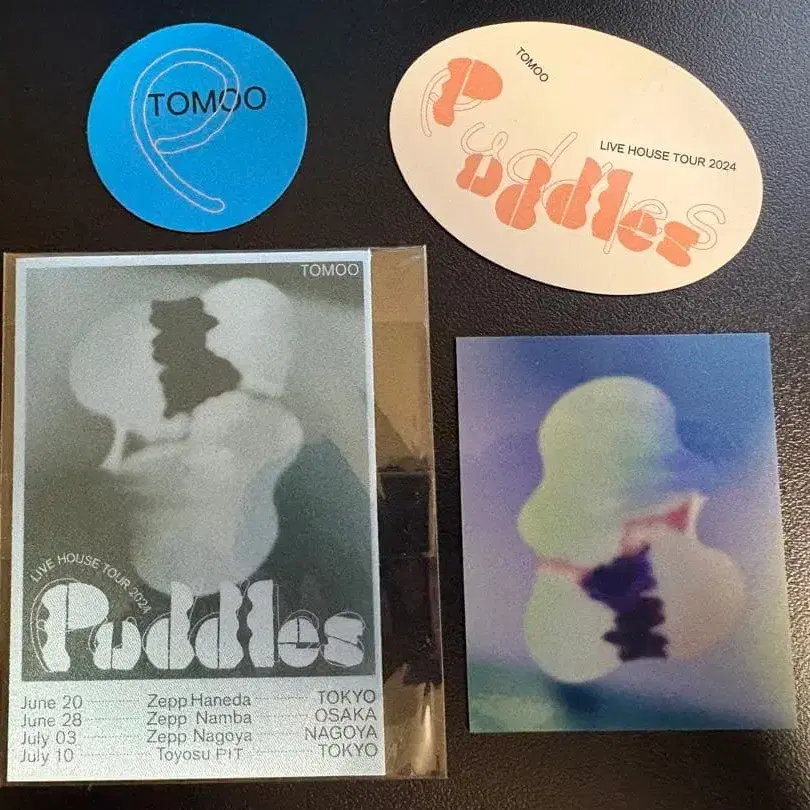 TOMOO
TOMOO
Puddles
LIVE HOUSE TOUR 2024
Puddles
TOMOO
LIVE HOUSE TOUR 2024
Puddles
June 20 Zepp Haneda TOKYO
June 28 Zepp Namba OSAKA
July 03 Zepp Nagoya NAGOYA
July 10 Toyosu PIT TOKYO